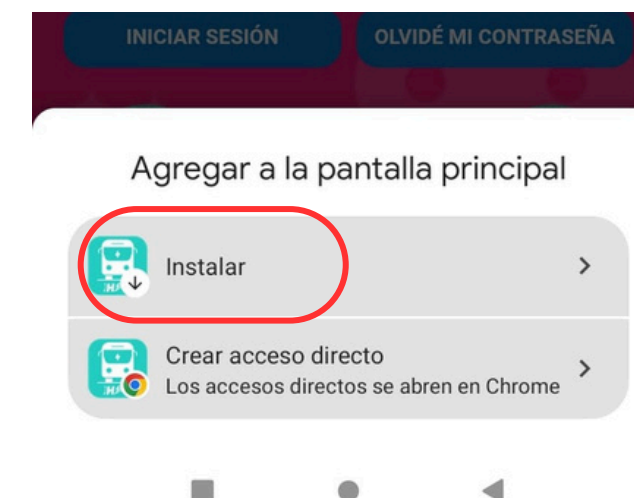 INICIAR SESIÓN
OLVIDÉ MI CONTRASEÑA
Agregar a la pantalla principal
Instalar
Crear acceso directo
Los accesos directos se abren en Chrome